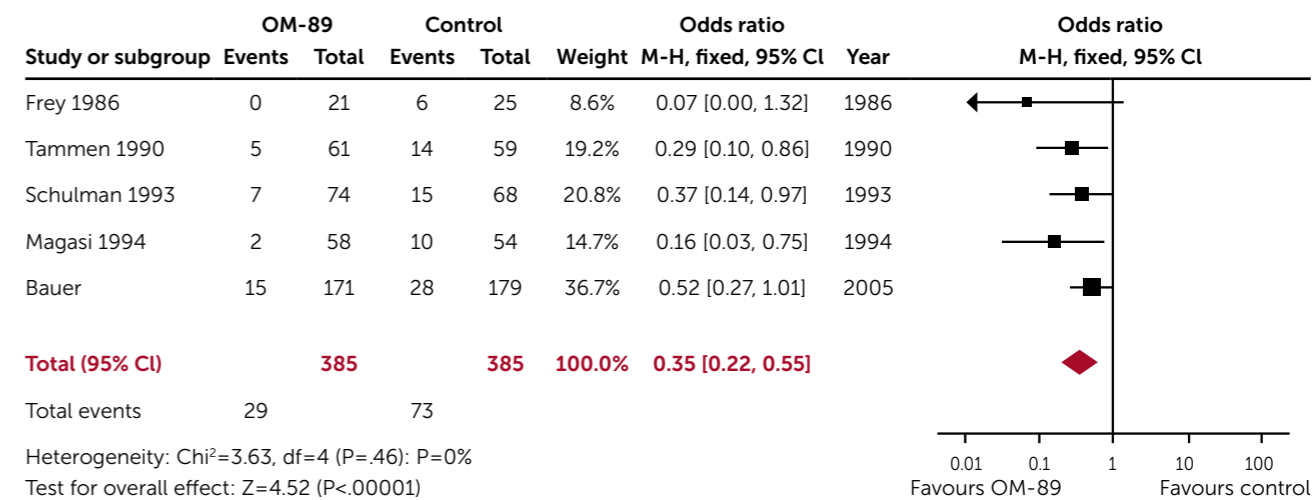 OM-89 Control Odds ratio Odds ratio
Study or subgroup Events Total Events Total Weight M-H, fixed, 95% Cl Year M-H, fixed, 95% Cl
Frey 1986 0 21 6 25 8.6% 0.07 [0.00, 1.32] 1986
Tammen 1990 5 61 14 59 19.2% 0.29 [0.10, 0.86] 1990
Schulman 1993 7 74 15 68 20.8% 0.37 [0.14, 0.97] 1993
Magasi 1994 2 58 10 54 14.7% 0.16 [0.03, 0.75] 1994
Bauer 15 171 28 179 36.7% 0.52 [0.27, 1.01] 2005
Total (95% Cl) 385 385 100.0% 0.35 [0.22, 0.55]
Total events 29 73
Heterogeneity: Chi²=3.63, df=4 (P=.46): P=0%
Test for overall effect: Z=4.52 (P<.00001)
0.01 0.1 1 10 100
Favours OM-89 Favours control